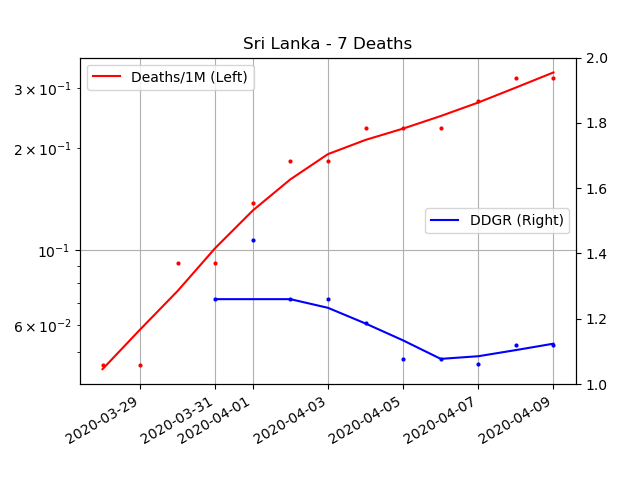 Sri Lanka - 7 Deaths
Deaths/1M (Left)
DDGR (Right)
3 × 10⁻¹
2 × 10⁻¹
10⁻¹
6 × 10⁻²
2.0
1.8
1.6
1.4
1.2
1.0
2020-03-29
2020-03-31
2020-04-01
2020-04-03
2020-04-05
2020-04-07
2020-04-09